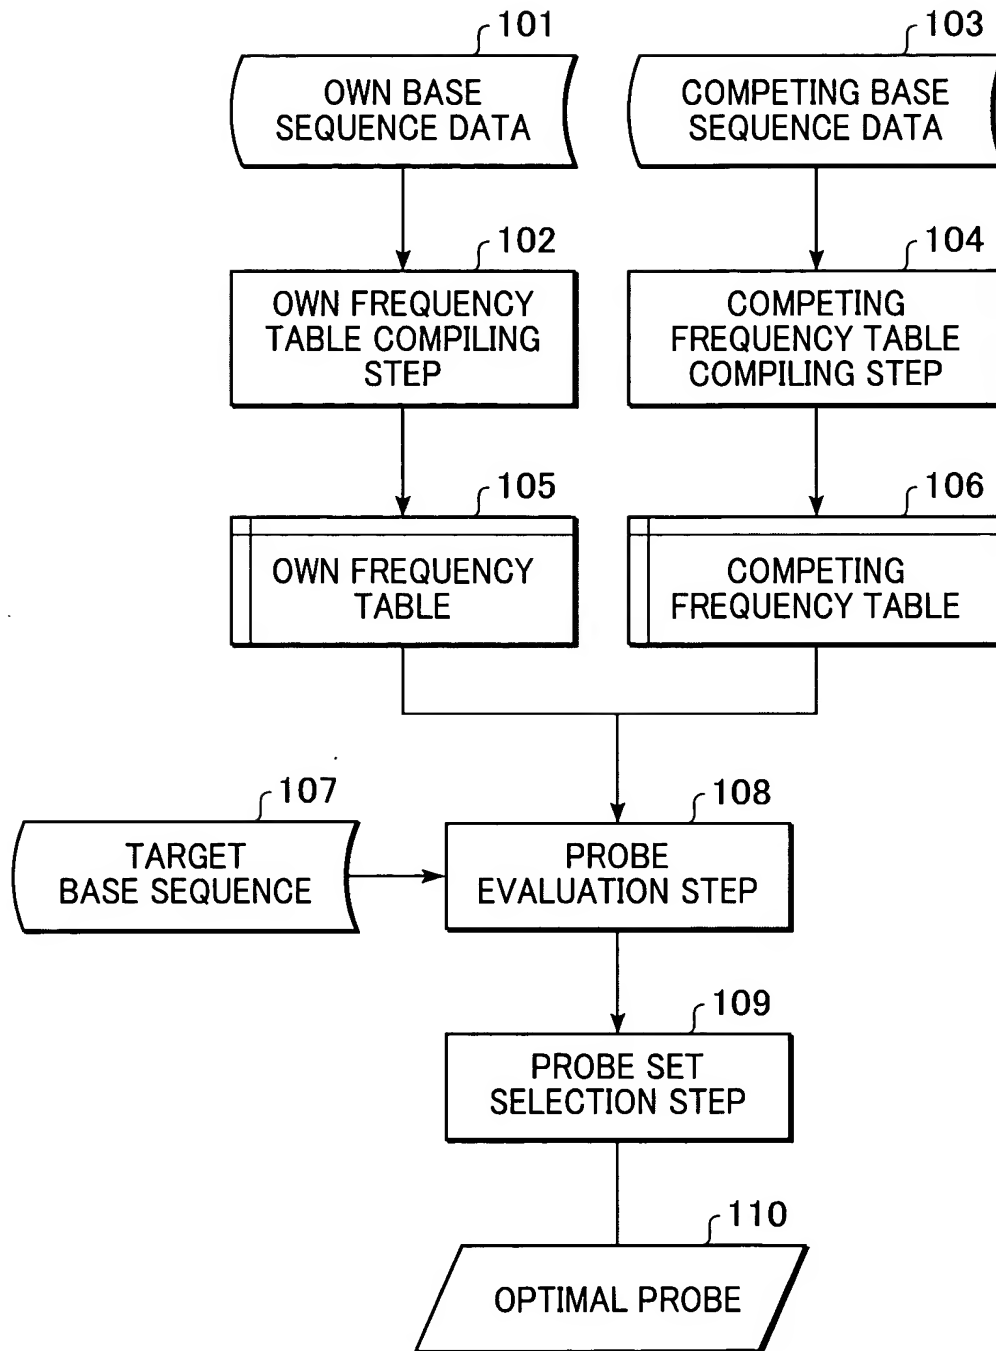 101
OWN BASE
SEQUENCE DATA
103
COMPETING BASE
SEQUENCE DATA
102
OWN FREQUENCY
TABLE COMPILING
STEP
104
COMPETING
FREQUENCY TABLE
COMPILING STEP
105
OWN FREQUENCY
TABLE
106
COMPETING
FREQUENCY TABLE
107
TARGET
BASE SEQUENCE
108
PROBE
EVALUATION STEP
109
PROBE SET
SELECTION STEP
110
OPTIMAL PROBE